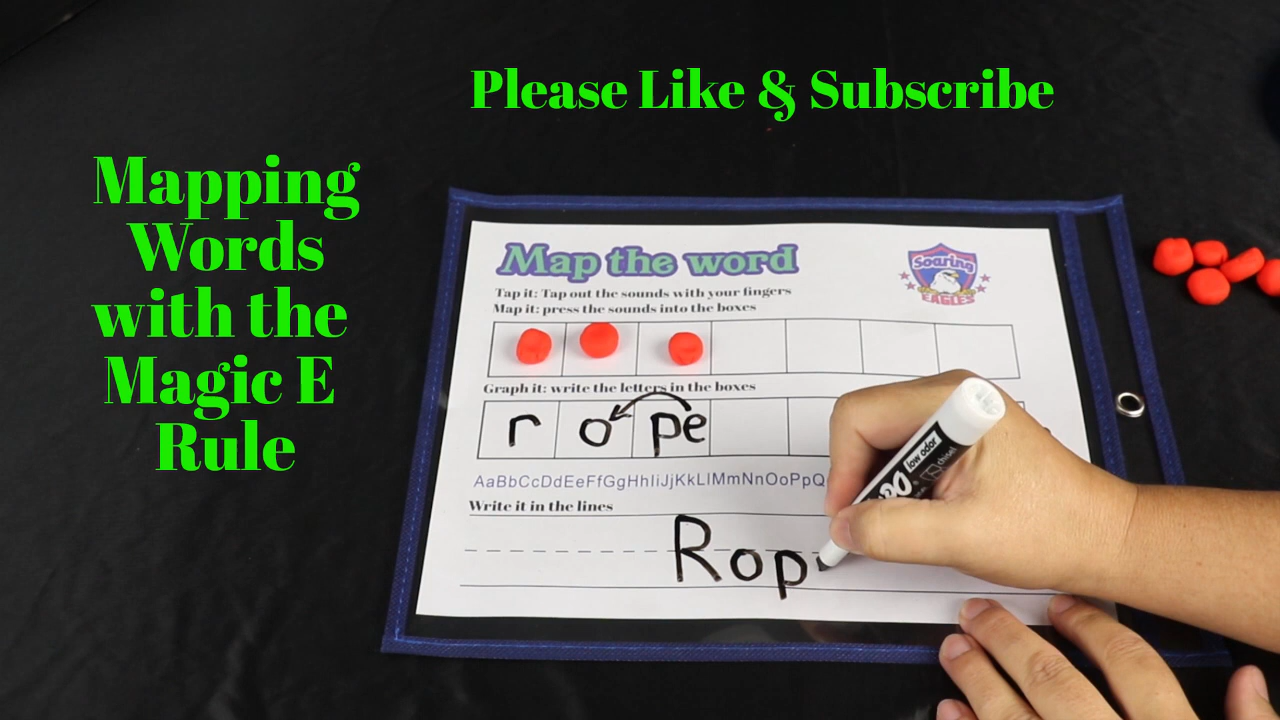 Please Like & Subscribe
Mapping
Words
with the
Magic E
Rule
Map the word
Soaring
EAGLES
Tap it: Tap out the sounds with your fingers
Map it: press the sounds into the boxes
Graph it: write the letters in the boxes
r o pe
AaBbCcDdEeFfGgHhIiJjKkLlMmNnOoPpQ
Write it in the lines
Rop
low odor
chisel